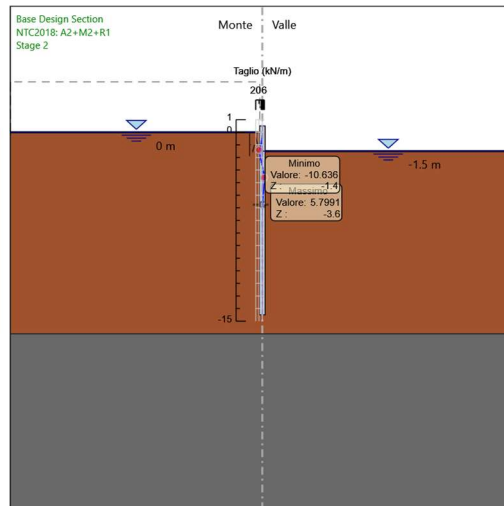 Base Design Section
NTC2018: A2+M2+R1
Stage 2
Monte
Valle
Taglio (kN/m)
206
1
0
0 m
-1.5 m
Minimo
Valore: -10.636
Z : -1.4
Massimo
Valore: 5.7991
Z : -3.6
-15